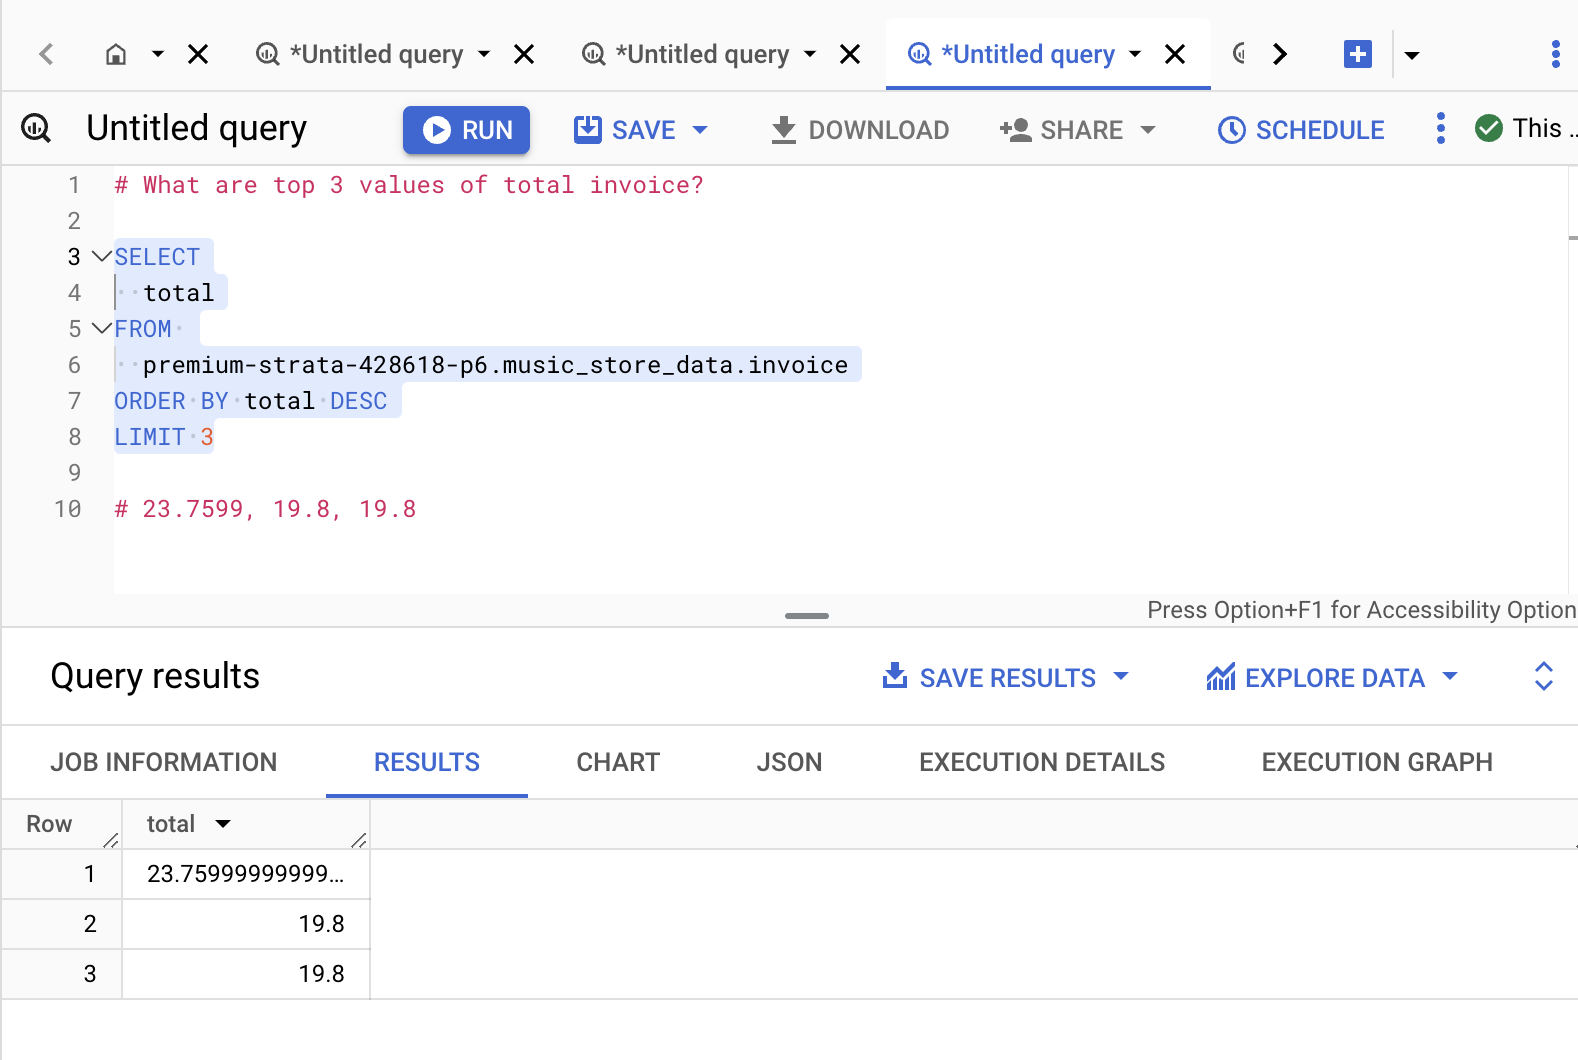 *Untitled query
*Untitled query
*Untitled query
Untitled query
RUN
SAVE
DOWNLOAD
SHARE
SCHEDULE
This ..
1 # What are top 3 values of total invoice?
2
3 SELECT
4 total
5 FROM
6 premium-strata-428618-p6.music_store_data.invoice
7 ORDER BY total DESC
8 LIMIT 3
9
10 # 23.7599, 19.8, 19.8
Press Option+F1 for Accessibility Option
Query results
SAVE RESULTS
EXPLORE DATA
JOB INFORMATION
RESULTS
CHART
JSON
EXECUTION DETAILS
EXECUTION GRAPH
Row total
1 23.75999999999...
2 19.8
3 19.8